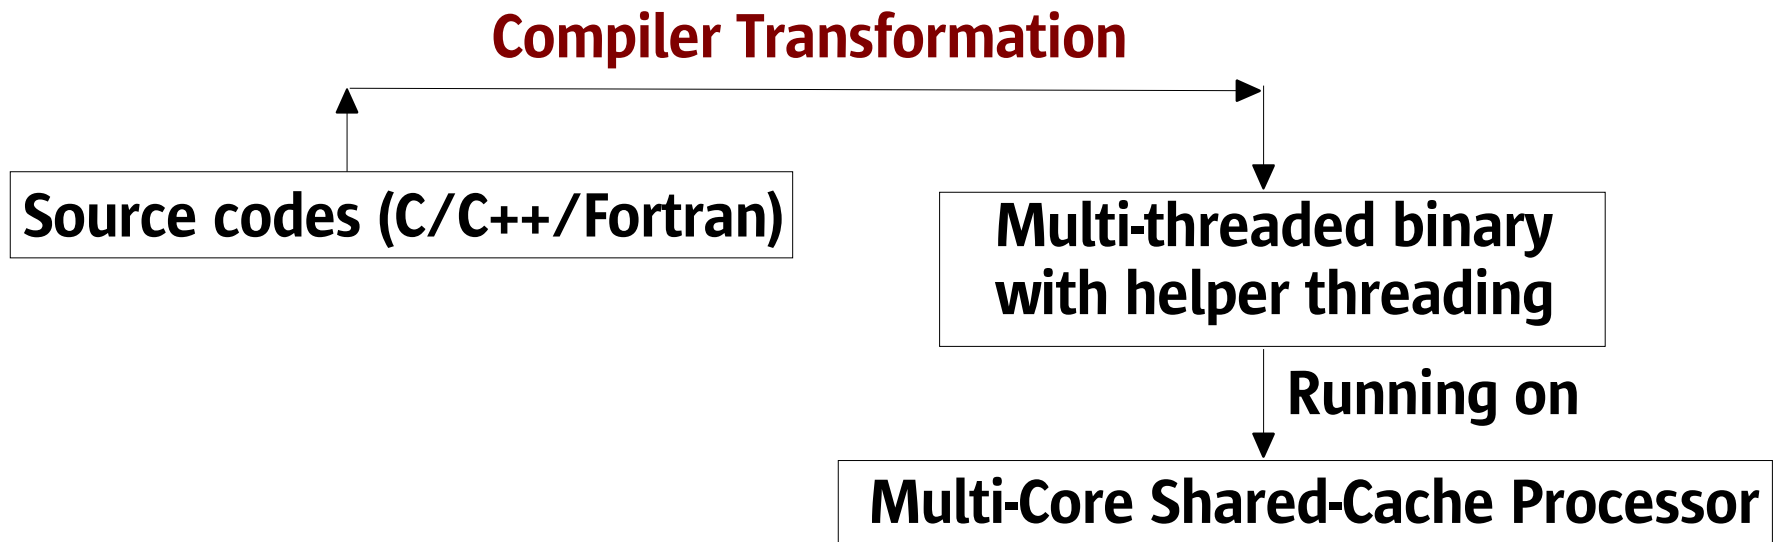 Compiler Transformation
Source codes (C/C++/Fortran)
Multi-threaded binary
with helper threading
Running on
Multi-Core Shared-Cache Processor